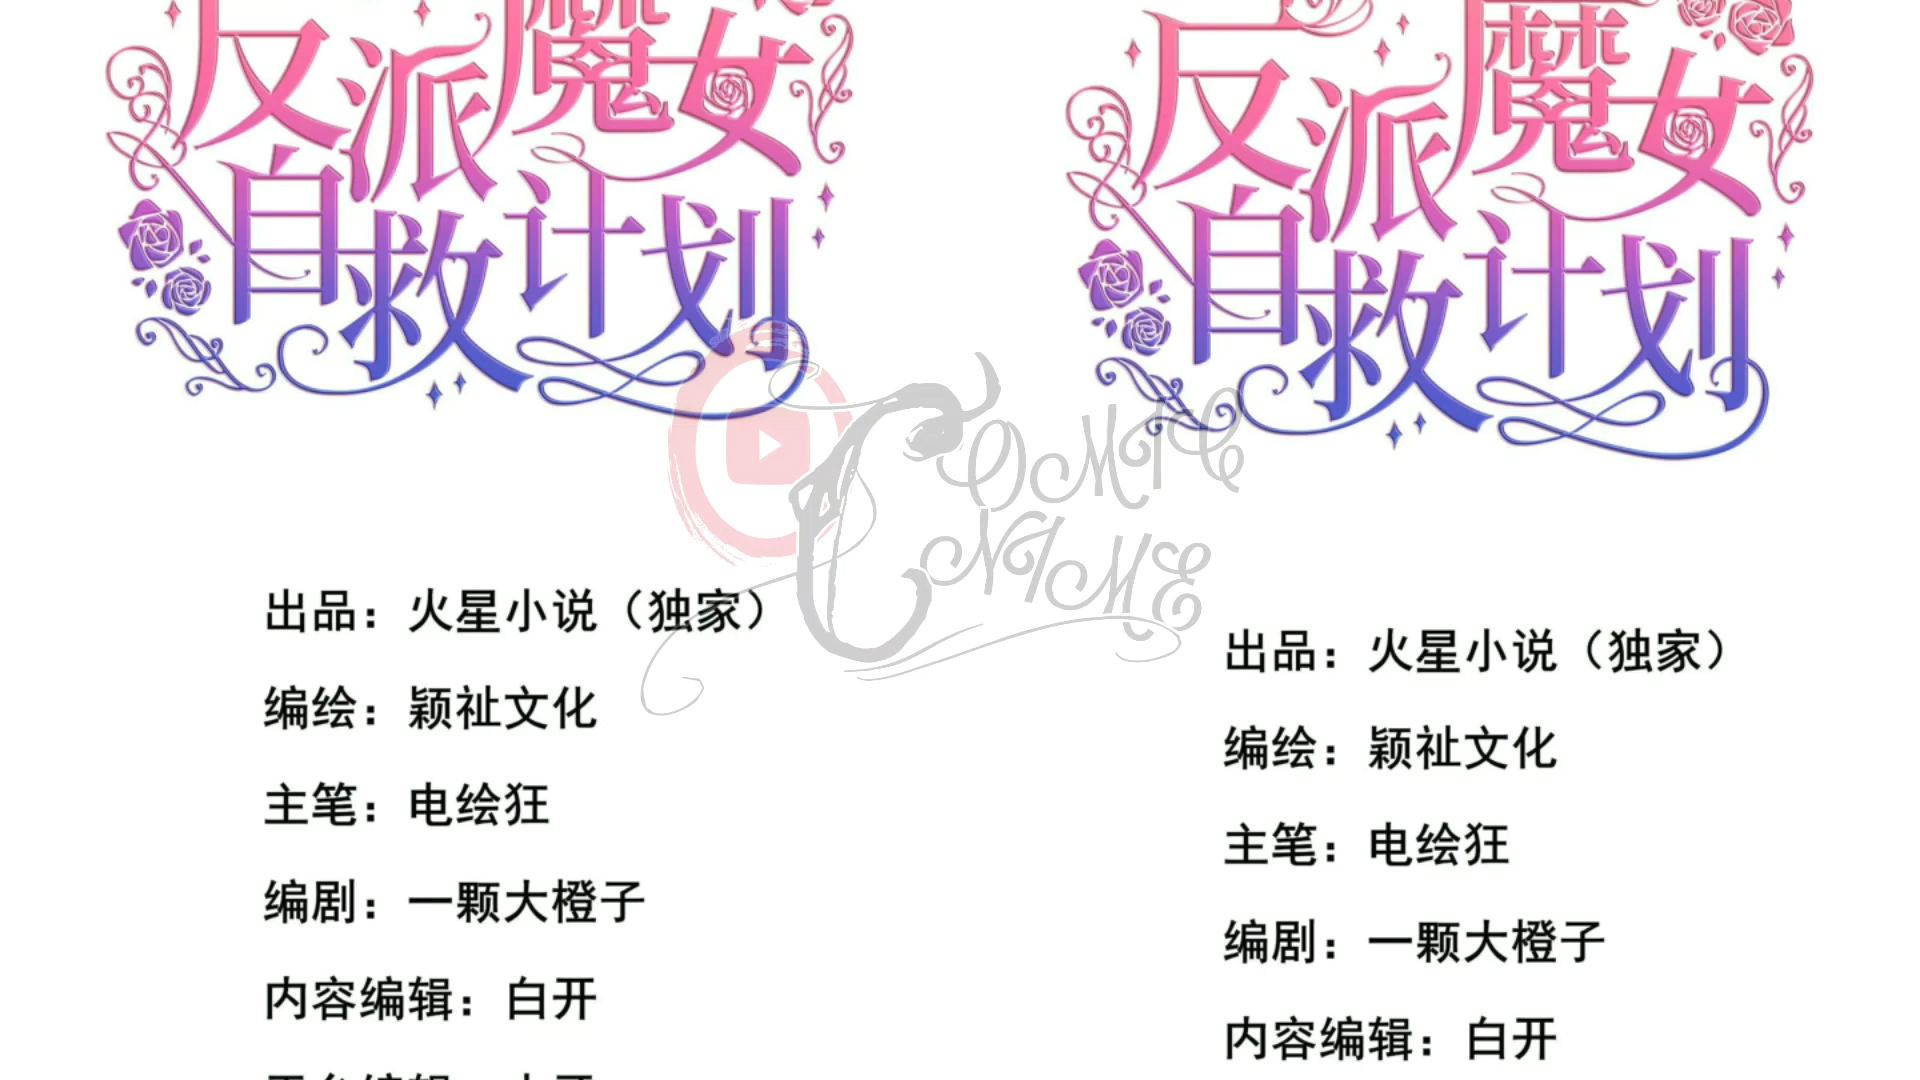 反派魔女
自救计划
出品：火星小说（独家）
编绘：颖祉文化
主笔：电绘狂
编剧：一颗大橙子
内容编辑：白开
反派魔女
自救计划
出品：火星小说（独家）
编绘：颖祉文化
主笔：电绘狂
编剧：一颗大橙子
内容编辑：白开
COMIC
NIME